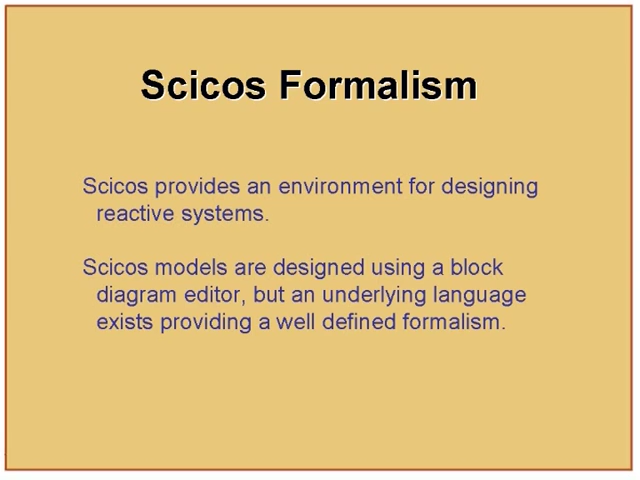 Scicos Formalism
Scicos provides an environment for designing
reactive systems.
Scicos models are designed using a block
diagram editor, but an underlying language
exists providing a well defined formalism.